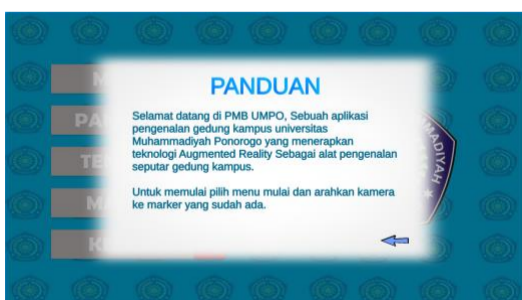 PANDUAN
Selamat datang di PMB UMPO, Sebuah aplikasi
pengenalan gedung kampus universitas
Muhammadiyah Ponorogo yang menerapkan
teknologi Augmented Reality Sebagai alat pengenalan
seputar gedung kampus.
Untuk memulai pilih menu mulai dan arahkan kamera
ke marker yang sudah ada.